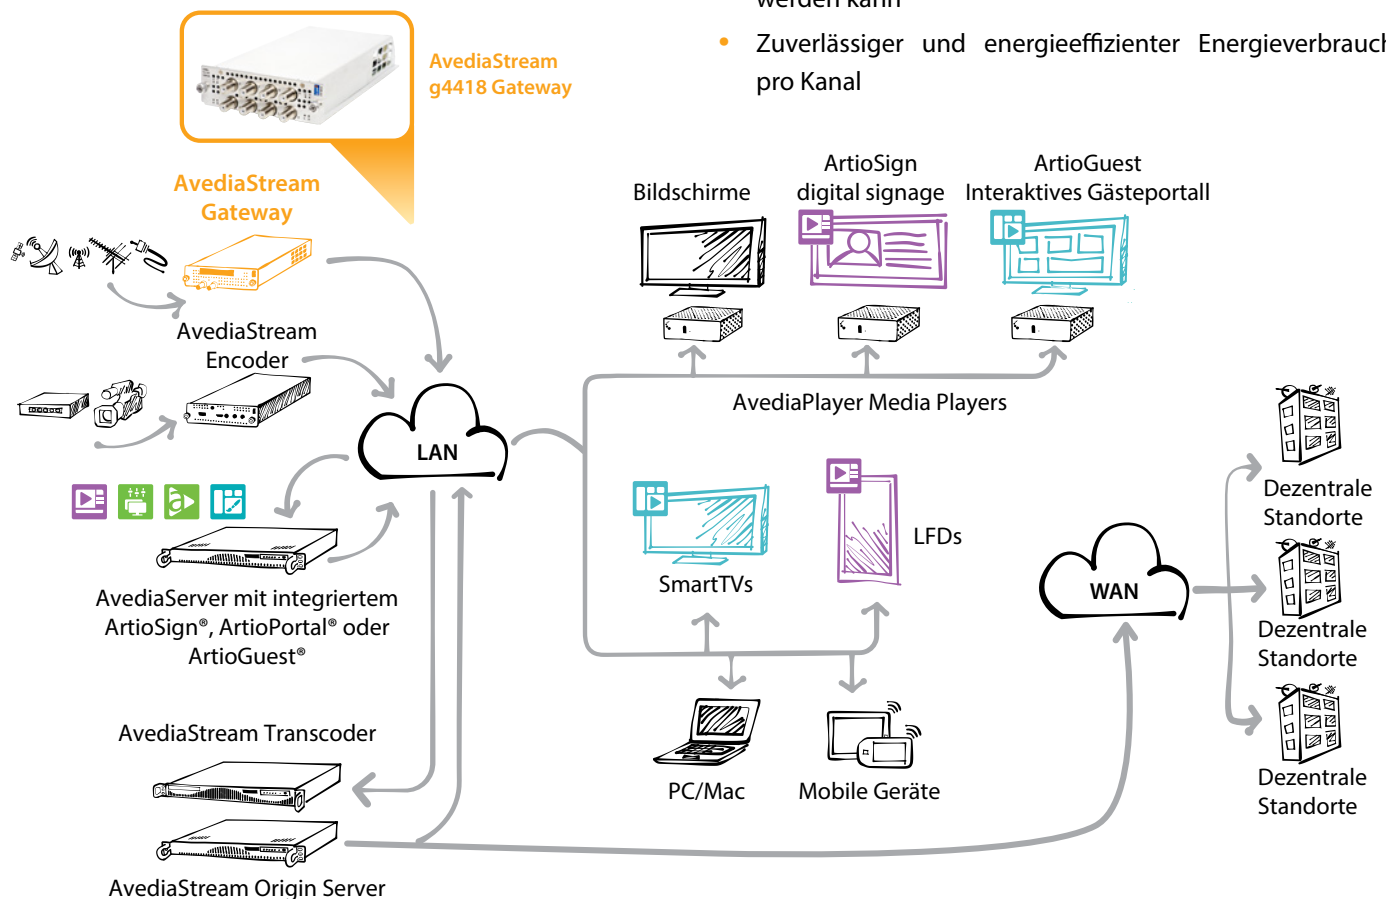 werden kann
• Zuverlässiger und energieeffizienter Energieverbrauch
pro Kanal
AvediaStream
g4418 Gateway
AvediaStream
Gateway
AvediaStream
Encoder
LAN
AvediaServer mit integriertem
ArtioSign®, ArtioPortal® oder
ArtioGuest®
AvediaStream Transcoder
AvediaStream Origin Server
Bildschirme
ArtioSign
digital signage
ArtioGuest
Interaktives Gästeportall
AvediaPlayer Media Players
SmartTVs
LFDs
PC/Mac
Mobile Geräte
WAN
Dezentrale
Standorte
Dezentrale
Standorte
Dezentrale
Standorte